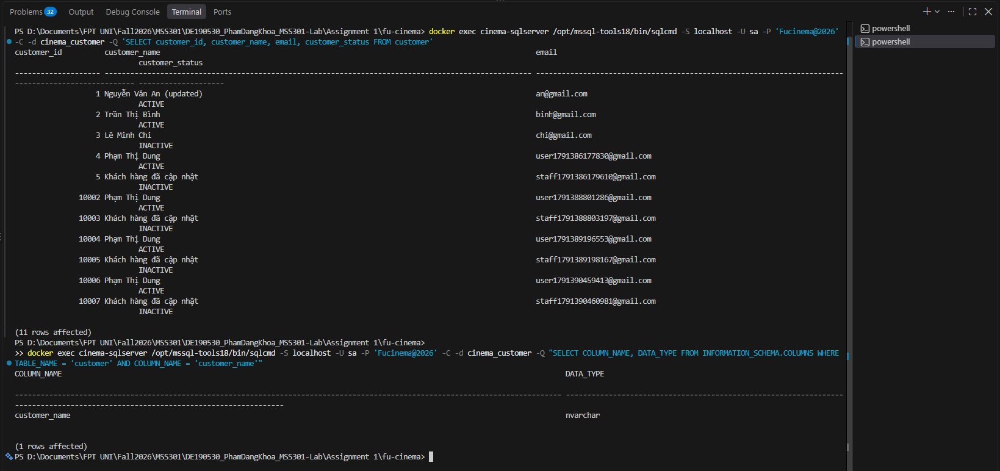 Problems 32 Output Debug Console Terminal Ports
powershell
powershell
PS D:\Documents\FPT UNI\Fall2026\MSS301\DE190530_PhamDangKhoa_MSS301-Lab\Assignment 1\fu-cinema> docker exec cinema-sqlserver /opt/mssql-tools18/bin/sqlcmd -S localhost -U sa -P 'Fucinema@2026'
-C -d cinema_customer -Q 'SELECT customer_id, customer_name, email, customer_status FROM customer'
customer_id customer_name email
customer_status
-------------------- ---------------------------------------------------------------------------------------------------- ------------------------------------------------------------------------
---------------------------- --------------------
1 Nguyễn Văn An (updated) an@gmail.com
ACTIVE
2 Trần Thị Bình binh@gmail.com
ACTIVE
3 Lê Minh Chi chi@gmail.com
INACTIVE
4 Phạm Thị Dung user1791386177830@gmail.com
ACTIVE
5 Khách hàng đã cập nhật staff1791386179610@gmail.com
INACTIVE
10002 Phạm Thị Dung user1791388801286@gmail.com
ACTIVE
10003 Khách hàng đã cập nhật staff1791388803197@gmail.com
INACTIVE
10004 Phạm Thị Dung user1791389196553@gmail.com
ACTIVE
10005 Khách hàng đã cập nhật staff1791389198167@gmail.com
INACTIVE
10006 Phạm Thị Dung user1791390459413@gmail.com
ACTIVE
10007 Khách hàng đã cập nhật staff1791390460981@gmail.com
INACTIVE
(11 rows affected)
PS D:\Documents\FPT UNI\Fall2026\MSS301\DE190530_PhamDangKhoa_MSS301-Lab\Assignment 1\fu-cinema>
>> docker exec cinema-sqlserver /opt/mssql-tools18/bin/sqlcmd -S localhost -U sa -P 'Fucinema@2026' -C -d cinema_customer -Q "SELECT COLUMN_NAME, DATA_TYPE FROM INFORMATION_SCHEMA.COLUMNS WHERE
TABLE_NAME = 'customer' AND COLUMN_NAME = 'customer_name'"
COLUMN_NAME DATA_TYPE
-------------------------------------------------------------------------------------------------------------------------------- -----------------------------------------------------------------
---------------------------------------------------------------
customer_name nvarchar
(1 rows affected)
PS D:\Documents\FPT UNI\Fall2026\MSS301\DE190530_PhamDangKhoa_MSS301-Lab\Assignment 1\fu-cinema>